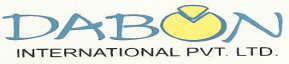 DABON
INTERNATIONAL PVT. LTD.